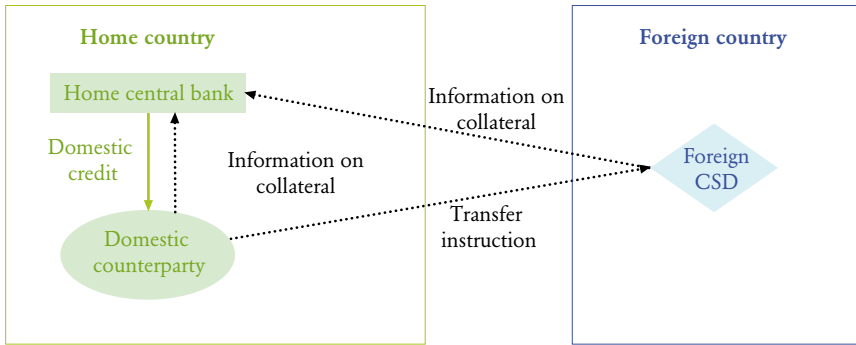 Home country
Foreign country
Home central bank
Information on
collateral
Domestic
credit
Information on
collateral
Foreign
CSD
Transfer
instruction
Domestic
counterparty